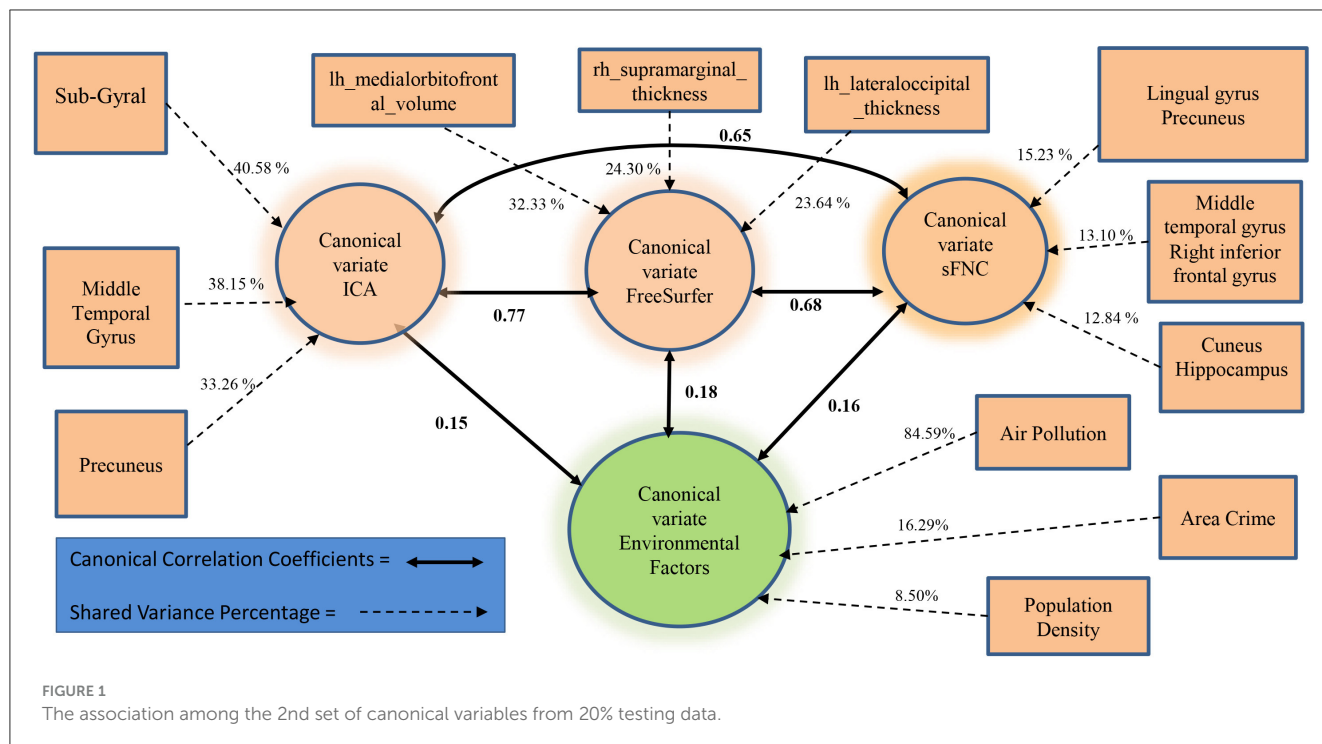 Sub-Gyral
lh_medialorbitofront
al_volume
rh_supramarginal_
thickness
lh_lateraloccipital
_thickness
Lingual gyrus
Precuneus
40.58 %
32.33 %
24.30 %
0.65
23.64 %
15.23 %
Middle
Temporal
Gyrus
38.15 %
Canonical
variate
ICA
0.77
Canonical
variate
FreeSurfer
0.68
Canonical
variate
sFNC
13.10 %
Middle
temporal gyrus
Right inferior
frontal gyrus
12.84 %
Cuneus
Hippocampus
Precuneus
33.26 %
0.15
0.18
0.16
84.59%
Air Pollution
Canonical
variate
Environmental
Factors
16.29%
Area Crime
8.50%
Population
Density
Canonical Correlation Coefficients =
Shared Variance Percentage =
FIGURE 1
The association among the 2nd set of canonical variables from 20% testing data.